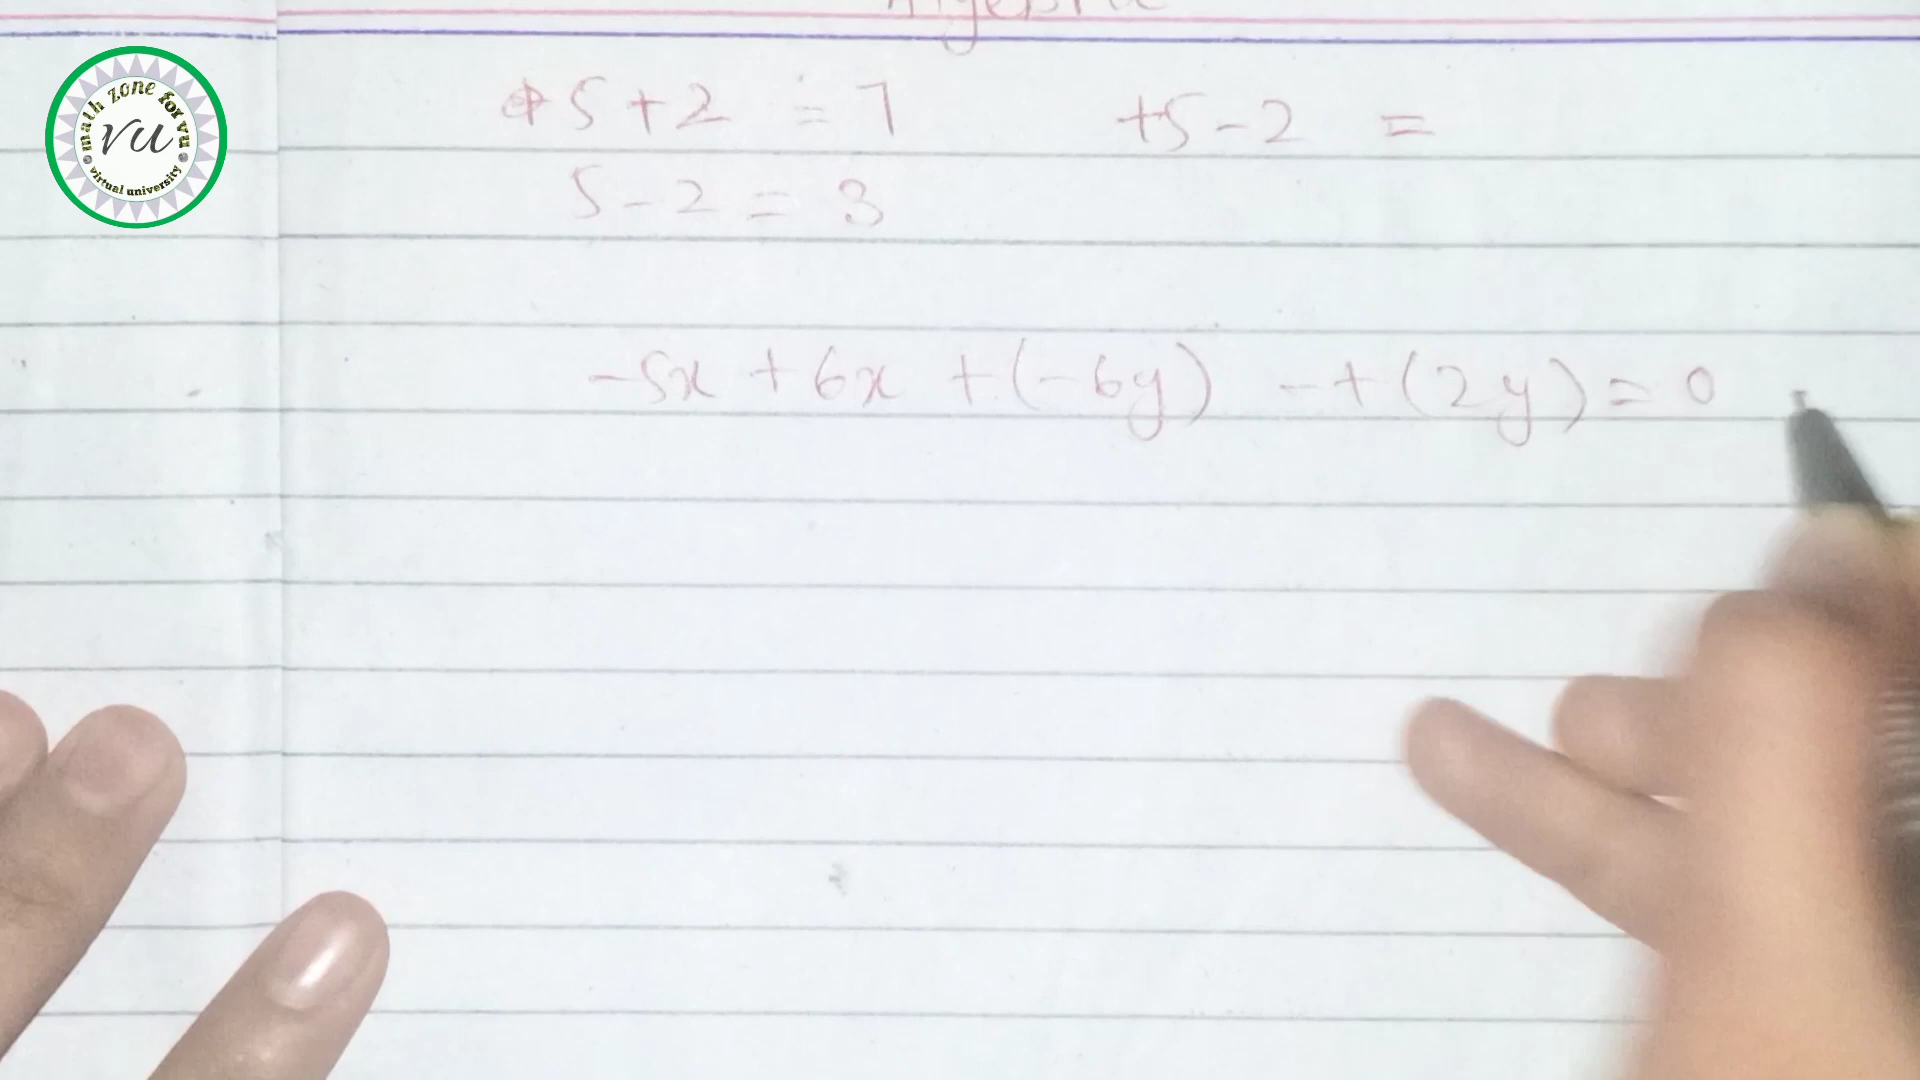 Algebra
+5+2 = 7 +5-2 =
5-2 = 3
-5x +6x +(-6y) -+(2y)=0
math zone for vu
vu
virtual university